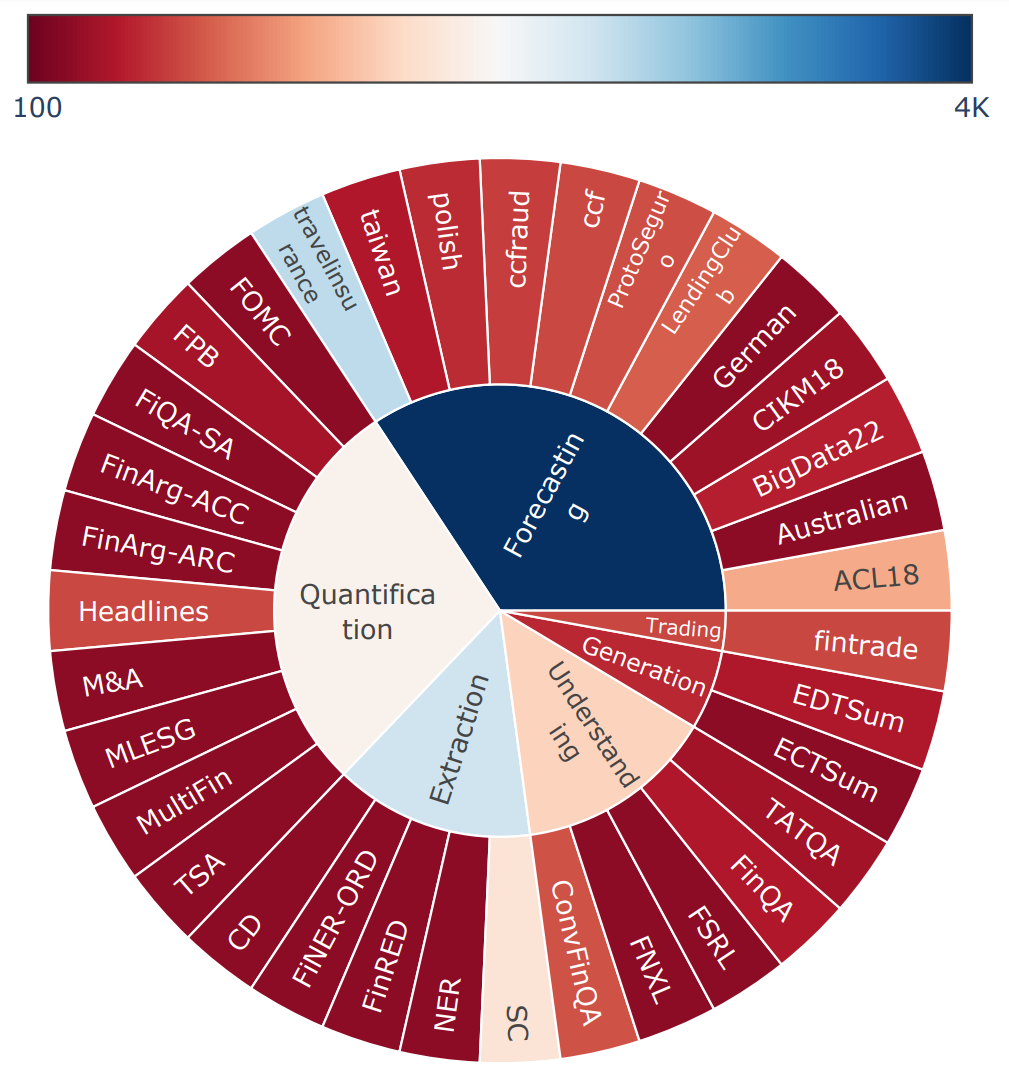 100
4K
travelinsu
rance
taiwan
polish
ccfraud
ccf
ProtoSegur
o
LendingClu
b
German
CIKM18
BigData22
Australian
ACL18
fintrade
EDTSum
ECTSum
TATQA
FinQA
FSRL
FNXL
ConvFinQA
SC
NER
FinRED
FiNER-ORD
CD
TSA
MultiFin
MLESG
M&A
Headlines
FinArg-ARC
FinArg-ACC
FiQA-SA
FPB
FOMC
Forecastin
g
Quantifica
tion
Extraction
Understand
ing
Generation
Trading